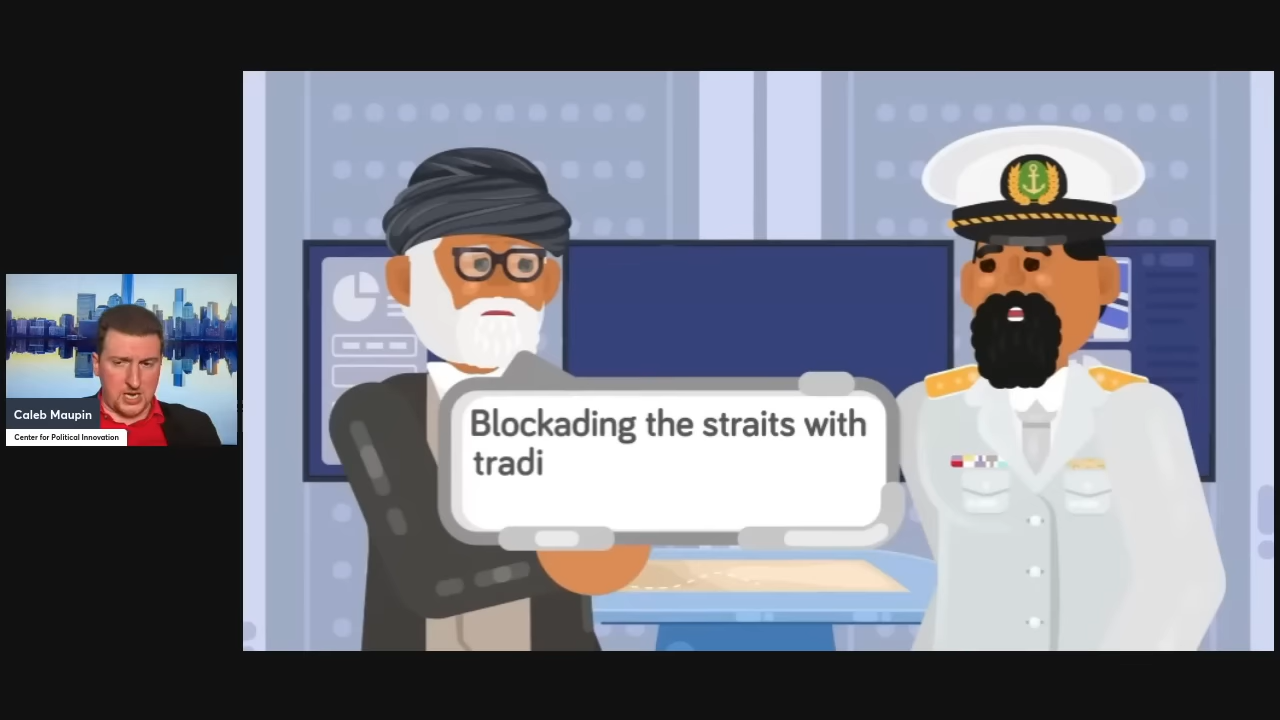 Caleb Maupin
Center for Political Innovation
Blockading the straits with
tradi